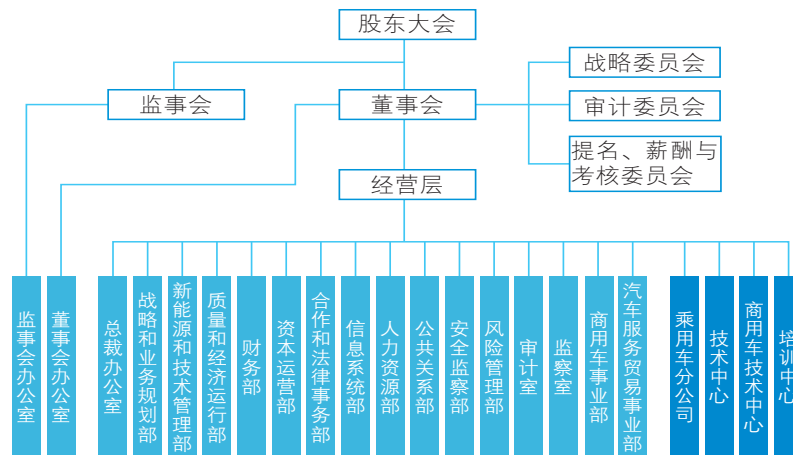 股东大会
监事会
董事会
战略委员会
审计委员会
提名、薪酬与
考核委员会
经营层
监事会办公室
董事会办公室
总裁办公室
战略和业务规划部
新能源和技术管理部
质量和经济运行部
财务部
资本运营部
合作和法律事务部
信息系统部
人力资源部
公共关系部
安全监察部
风险管理部
审计室
监察室
商用车事业部
汽车服务贸易事业部
乘用车分公司
技术中心
商用车技术中心
培训中心